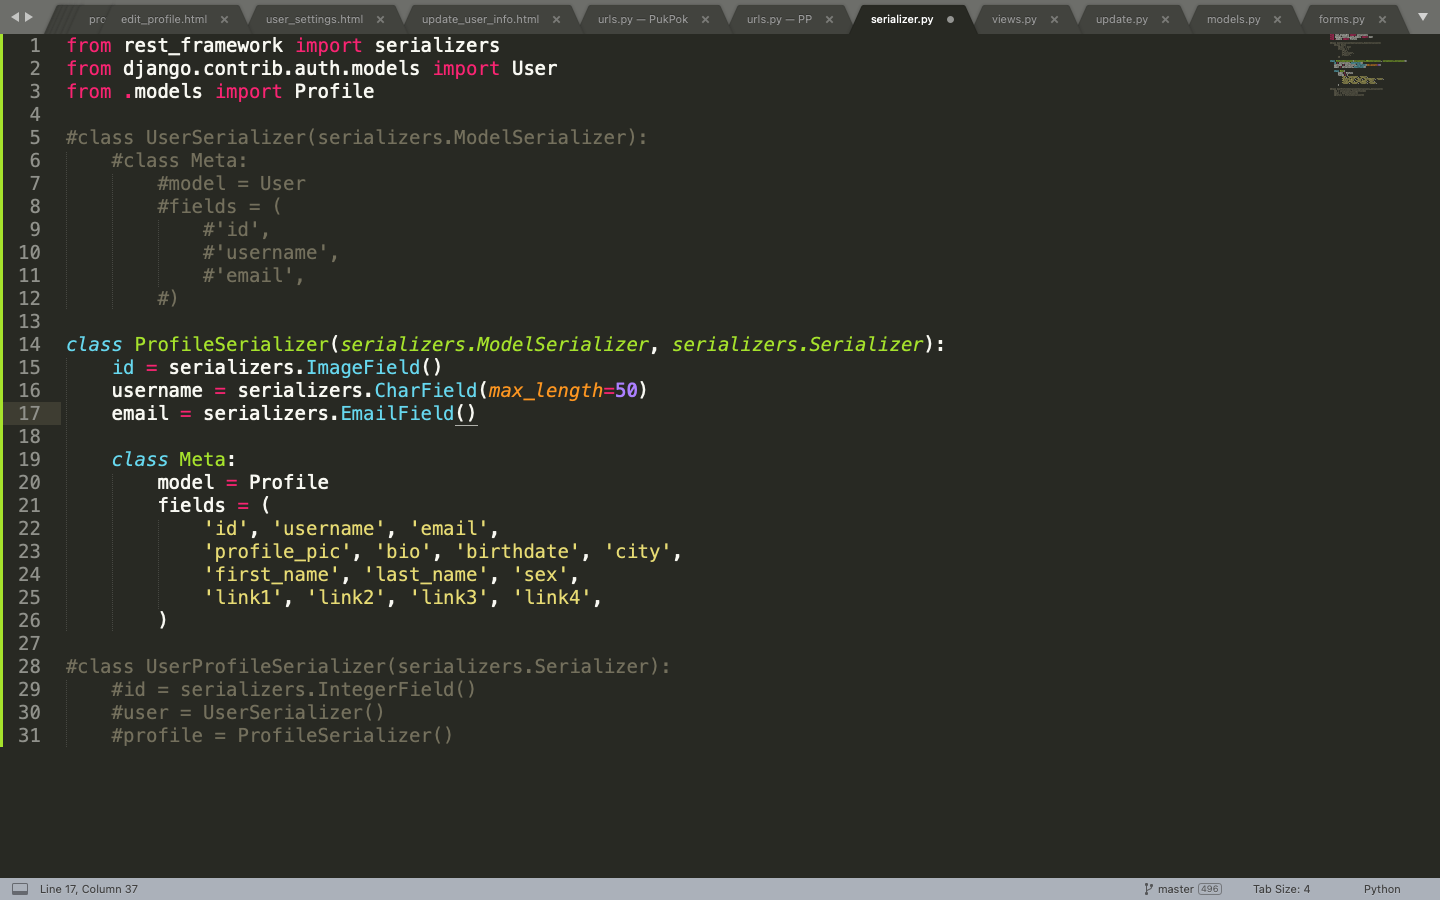 prc edit_profile.html × user_settings.html × update_user_info.html × urls.py — PukPok × urls.py — PP × serializer.py views.py × update.py × models.py × forms.py ×
1 from rest_framework import serializers
2 from django.contrib.auth.models import User
3 from .models import Profile
4
5 #class UserSerializer(serializers.ModelSerializer):
6 #class Meta:
7 #model = User
8 #fields = (
9 #'id',
10 #'username',
11 #'email',
12 #)
13
14 class ProfileSerializer(serializers.ModelSerializer, serializers.Serializer):
15 id = serializers.ImageField()
16 username = serializers.CharField(max_length=50)
17 email = serializers.EmailField()
18
19 class Meta:
20 model = Profile
21 fields = (
22 'id', 'username', 'email',
23 'profile_pic', 'bio', 'birthdate', 'city',
24 'first_name', 'last_name', 'sex',
25 'link1', 'link2', 'link3', 'link4',
26 )
27
28 #class UserProfileSerializer(serializers.Serializer):
29 #id = serializers.IntegerField()
30 #user = UserSerializer()
31 #profile = ProfileSerializer()
Line 17, Column 37 master 496 Tab Size: 4 Python